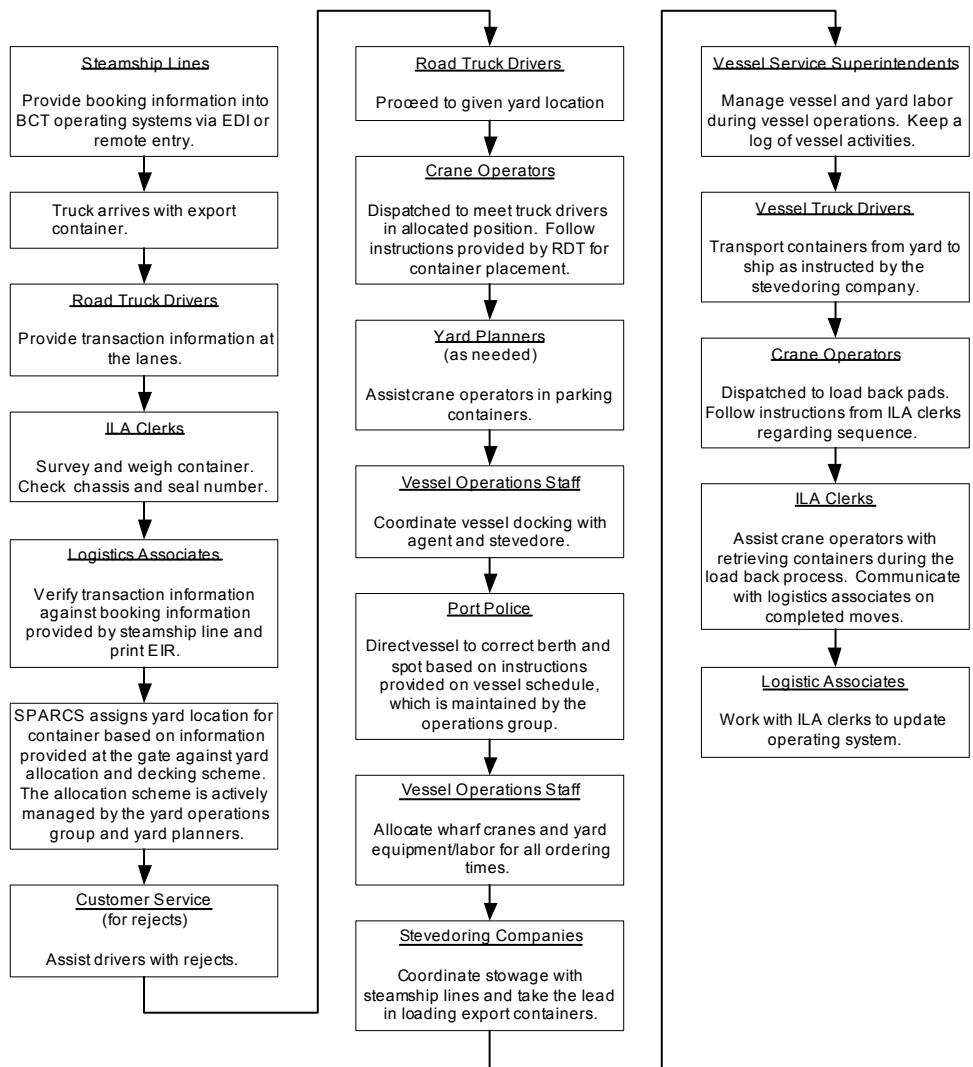 Steamship Lines
Provide booking information into
BCT operating systems via EDI or
remote entry.
Truck arrives with export
container.
Road Truck Drivers
Provide transaction information at
the lanes.
ILA Clerks
Survey and weigh container.
Check chassis and seal number.
Logistics Associates
Verify transaction information
against booking information
provided by steamship line and
print EIR.
SPARCS assigns yard location for
container based on information
provided at the gate against yard
allocation and decking scheme.
The allocation scheme is actively
managed by the yard operations
group and yard planners.
Customer Service
(for rejects)
Assist drivers with rejects.
Road Truck Drivers
Proceed to given yard location
Crane Operators
Dispatched to meet truck drivers
in allocated position. Follow
instructions provided by RDT for
container placement.
Yard Planners
(as needed)
Assist crane operators in parking
containers.
Vessel Operations Staff
Coordinate vessel docking with
agent and stevedore.
Port Police
Direct vessel to correct berth and
spot based on instructions
provided on vessel schedule,
which is maintained by the
operations group.
Vessel Operations Staff
Allocate wharf cranes and yard
equipment/labor for all ordering
times.
Stevedoring Companies
Coordinate stowage with
steamship lines and take the lead
in loading export containers.
Vessel Service Superintendents
Manage vessel and yard labor
during vessel operations. Keep a
log of vessel activities.
Vessel Truck Drivers
Transport containers from yard to
ship as instructed by the
stevedoring company.
Crane Operators
Dispatched to load back pads.
Follow instructions from ILA clerks
regarding sequence.
ILA Clerks
Assist crane operators with
retrieving containers during the
load back process. Communicate
with logistics associates on
completed moves.
Logistic Associates
Work with ILA clerks to update
operating system.